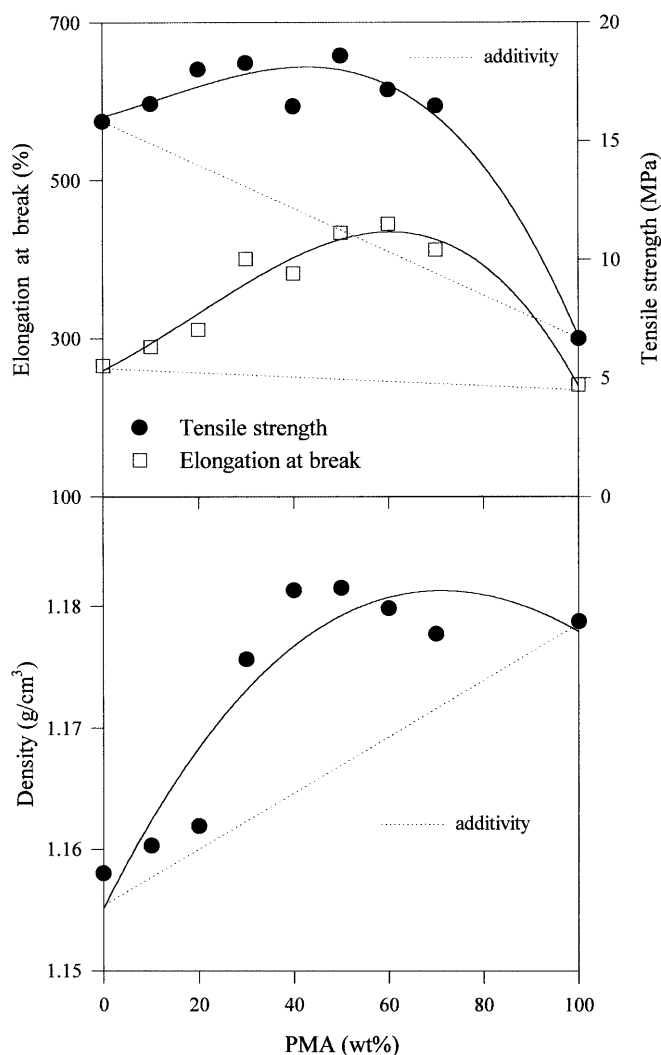 700
500
300
100
Elongation at break (%)
20
15
10
5
0
Tensile strength (MPa)
additivity
Tensile strength
Elongation at break
1.18
1.17
1.16
1.15
Density (g/cm³)
additivity
0
20
40
60
80
100
PMA (wt%)